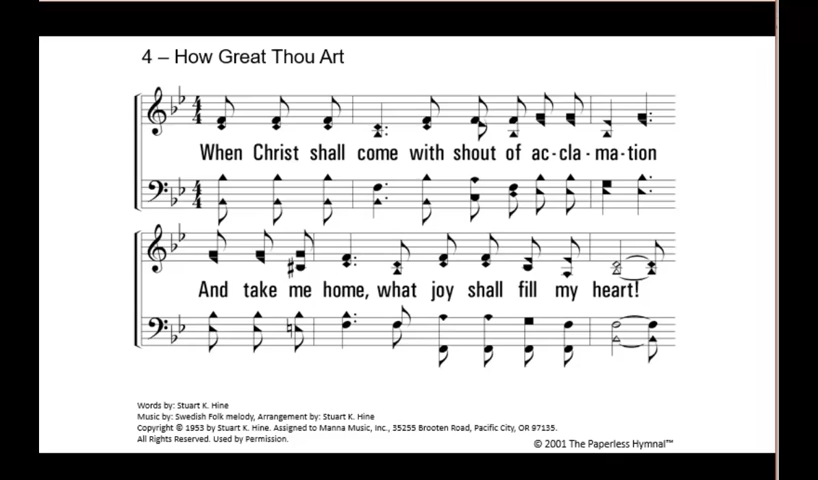 4 – How Great Thou Art
When Christ shall come with shout of ac - cla - ma - tion
And take me home, what joy shall fill my heart!
Words by: Stuart K. Hine
Music by: Swedish Folk melody, Arrangement by: Stuart K. Hine
Copyright © 1953 by Stuart K. Hine. Assigned to Manna Music, Inc., 35255 Brooten Road, Pacific City, OR 97135.
All Rights Reserved. Used by Permission.
© 2001 The Paperless Hymnal™